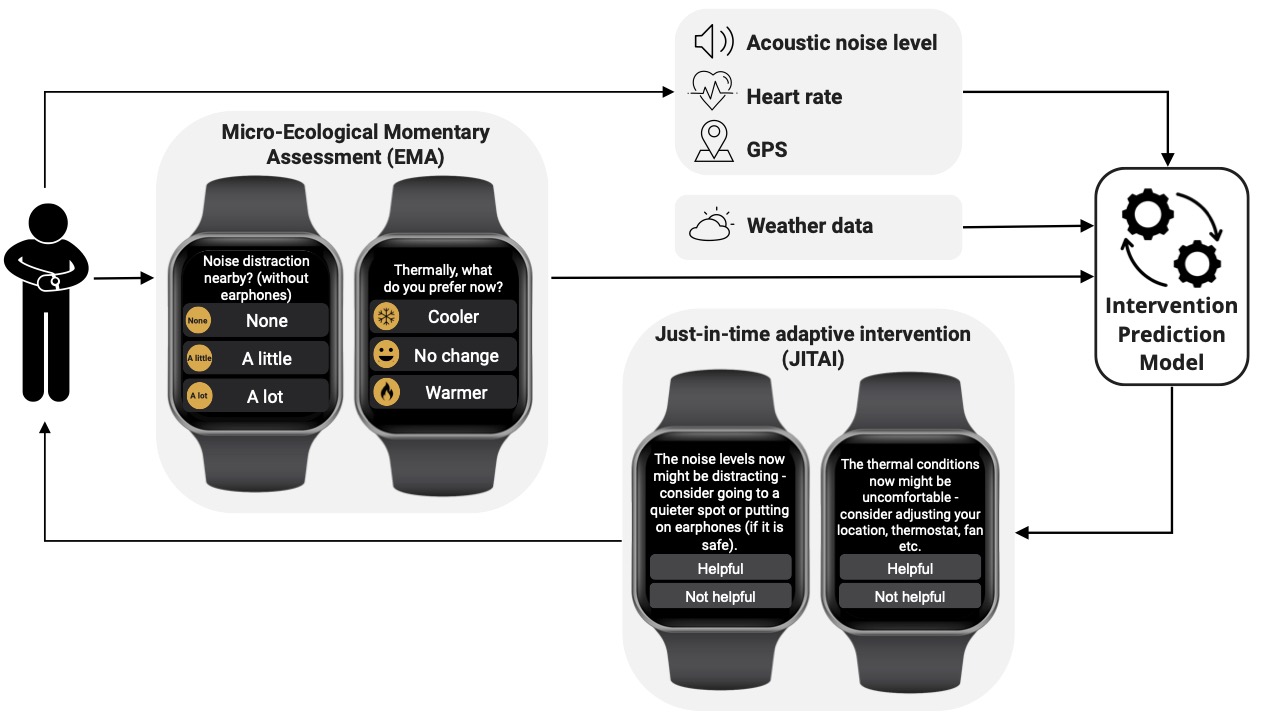 Acoustic noise level
Heart rate
GPS
Weather data
Micro-Ecological Momentary
Assessment (EMA)
Noise distraction
nearby? (without
earphones)
None None
A little A little
A lot A lot
Thermally, what
do you prefer now?
Cooler
No change
Warmer
Intervention
Prediction
Model
Just-in-time adaptive intervention
(JITAI)
The noise levels now
might be distracting -
consider going to a
quieter spot or putting
on earphones (if it is
safe).
Helpful
Not helpful
The thermal conditions
now might be
uncomfortable -
consider adjusting your
location, thermostat, fan
etc.
Helpful
Not helpful